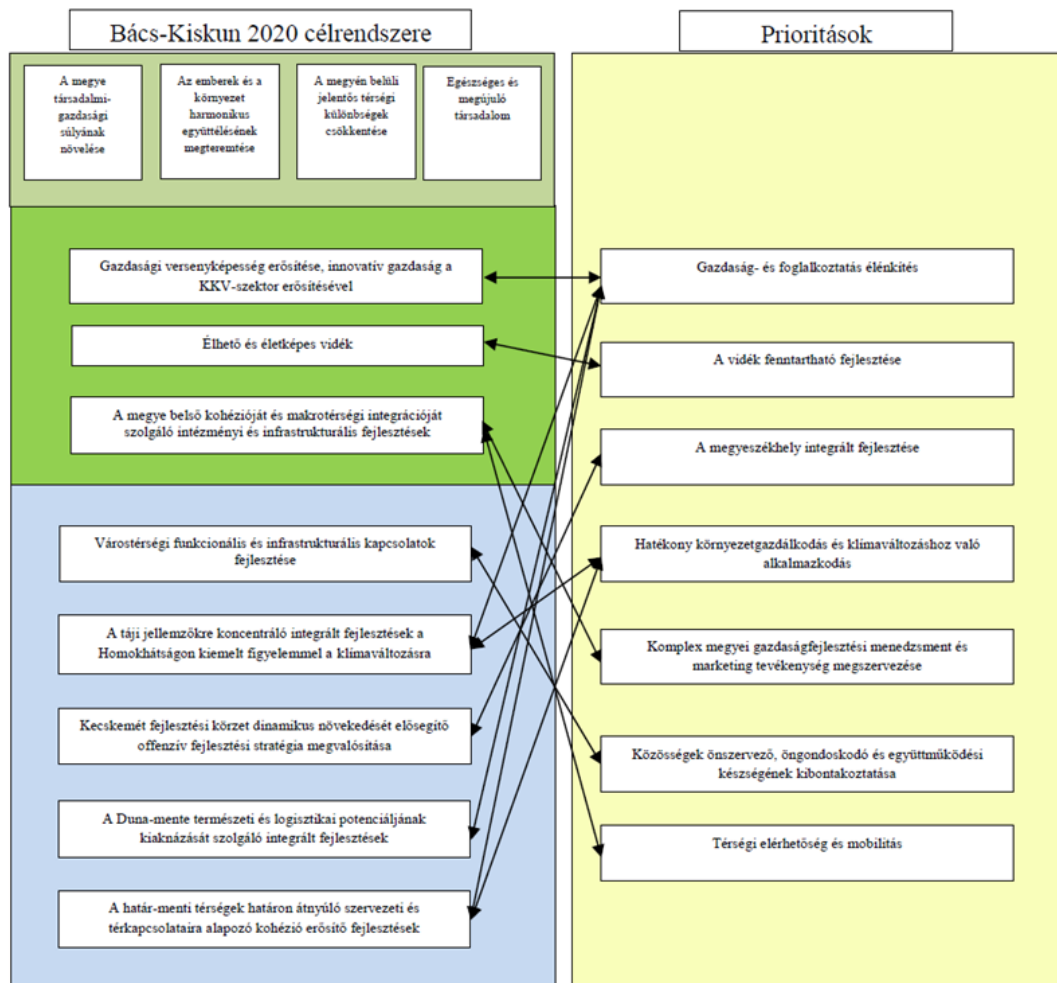 Bács-Kiskun 2020 célrendszere
Prioritások
A megye
társadalmi-
gazdasági
súlyának
növelése
Az emberek és a
környezet
harmonikus
együttélésének
megteremtése
A megyén belüli
jelentős térségi
különbségek
csökkentése
Egészséges és
megújuló
társadalom
Gazdasági versenyképesség erősítése, innovatív gazdaság a
KKV-szektor erősítésével
Élhető és életképes vidék
A megye belső kohézióját és makrotérségi integrációját
szolgáló intézményi és infrastrukturális fejlesztések
Várostérségi funkcionális és infrastrukturális kapcsolatok
fejlesztése
A táji jellemzőkre koncentráló integrált fejlesztések a
Homokhátságon kiemelt figyelemmel a klímaváltozásra
Kecskemét fejlesztési körzet dinamikus növekedését elősegítő
offenzív fejlesztési stratégia megvalósítása
A Duna-mente természeti és logisztikai potenciáljának
kiaknázását szolgáló integrált fejlesztések
A határ-menti térségek határon átnyúló szervezeti és
térkapcsolataira alapozó kohézió erősítő fejlesztések
Gazdaság- és foglalkoztatás élénkítés
A vidék fenntartható fejlesztése
A megyeszékhely integrált fejlesztése
Hatékony környezetgazdálkodás és klímaváltozáshoz való
alkalmazkodás
Komplex megyei gazdaságfejlesztési menedzsment és
marketing tevékenység megszervezése
Közösségek önszervező, öngondoskodó és együttműködési
készségének kibontakoztatása
Térségi elérhetőség és mobilitás